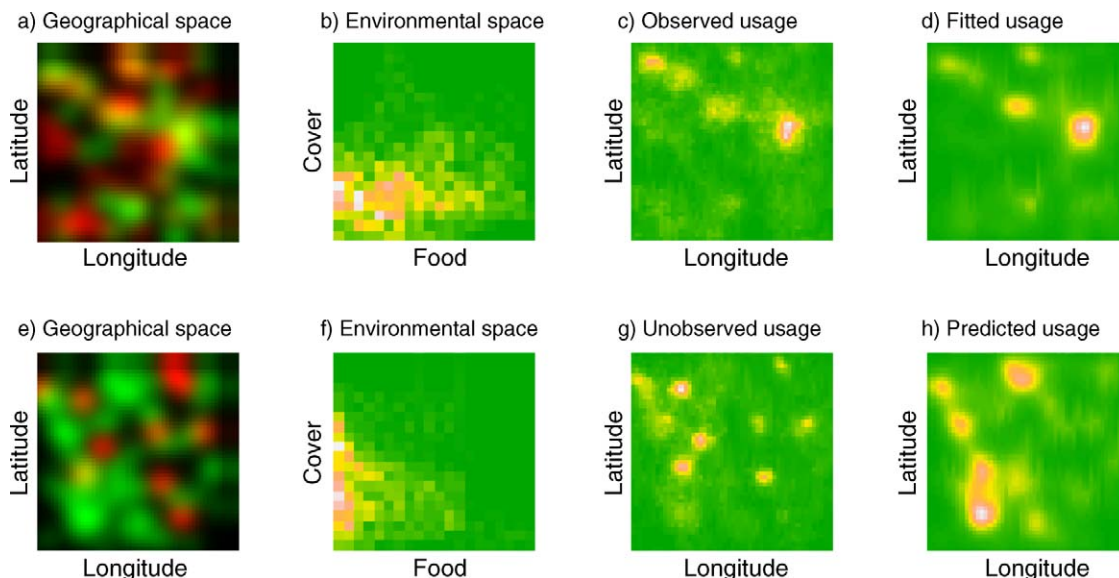 a) Geographical space
b) Environmental space
c) Observed usage
d) Fitted usage
Latitude
Longitude
Cover
Food
Latitude
Longitude
Latitude
Longitude
e) Geographical space
f) Environmental space
g) Unobserved usage
h) Predicted usage
Latitude
Longitude
Cover
Food
Latitude
Longitude
Latitude
Longitude